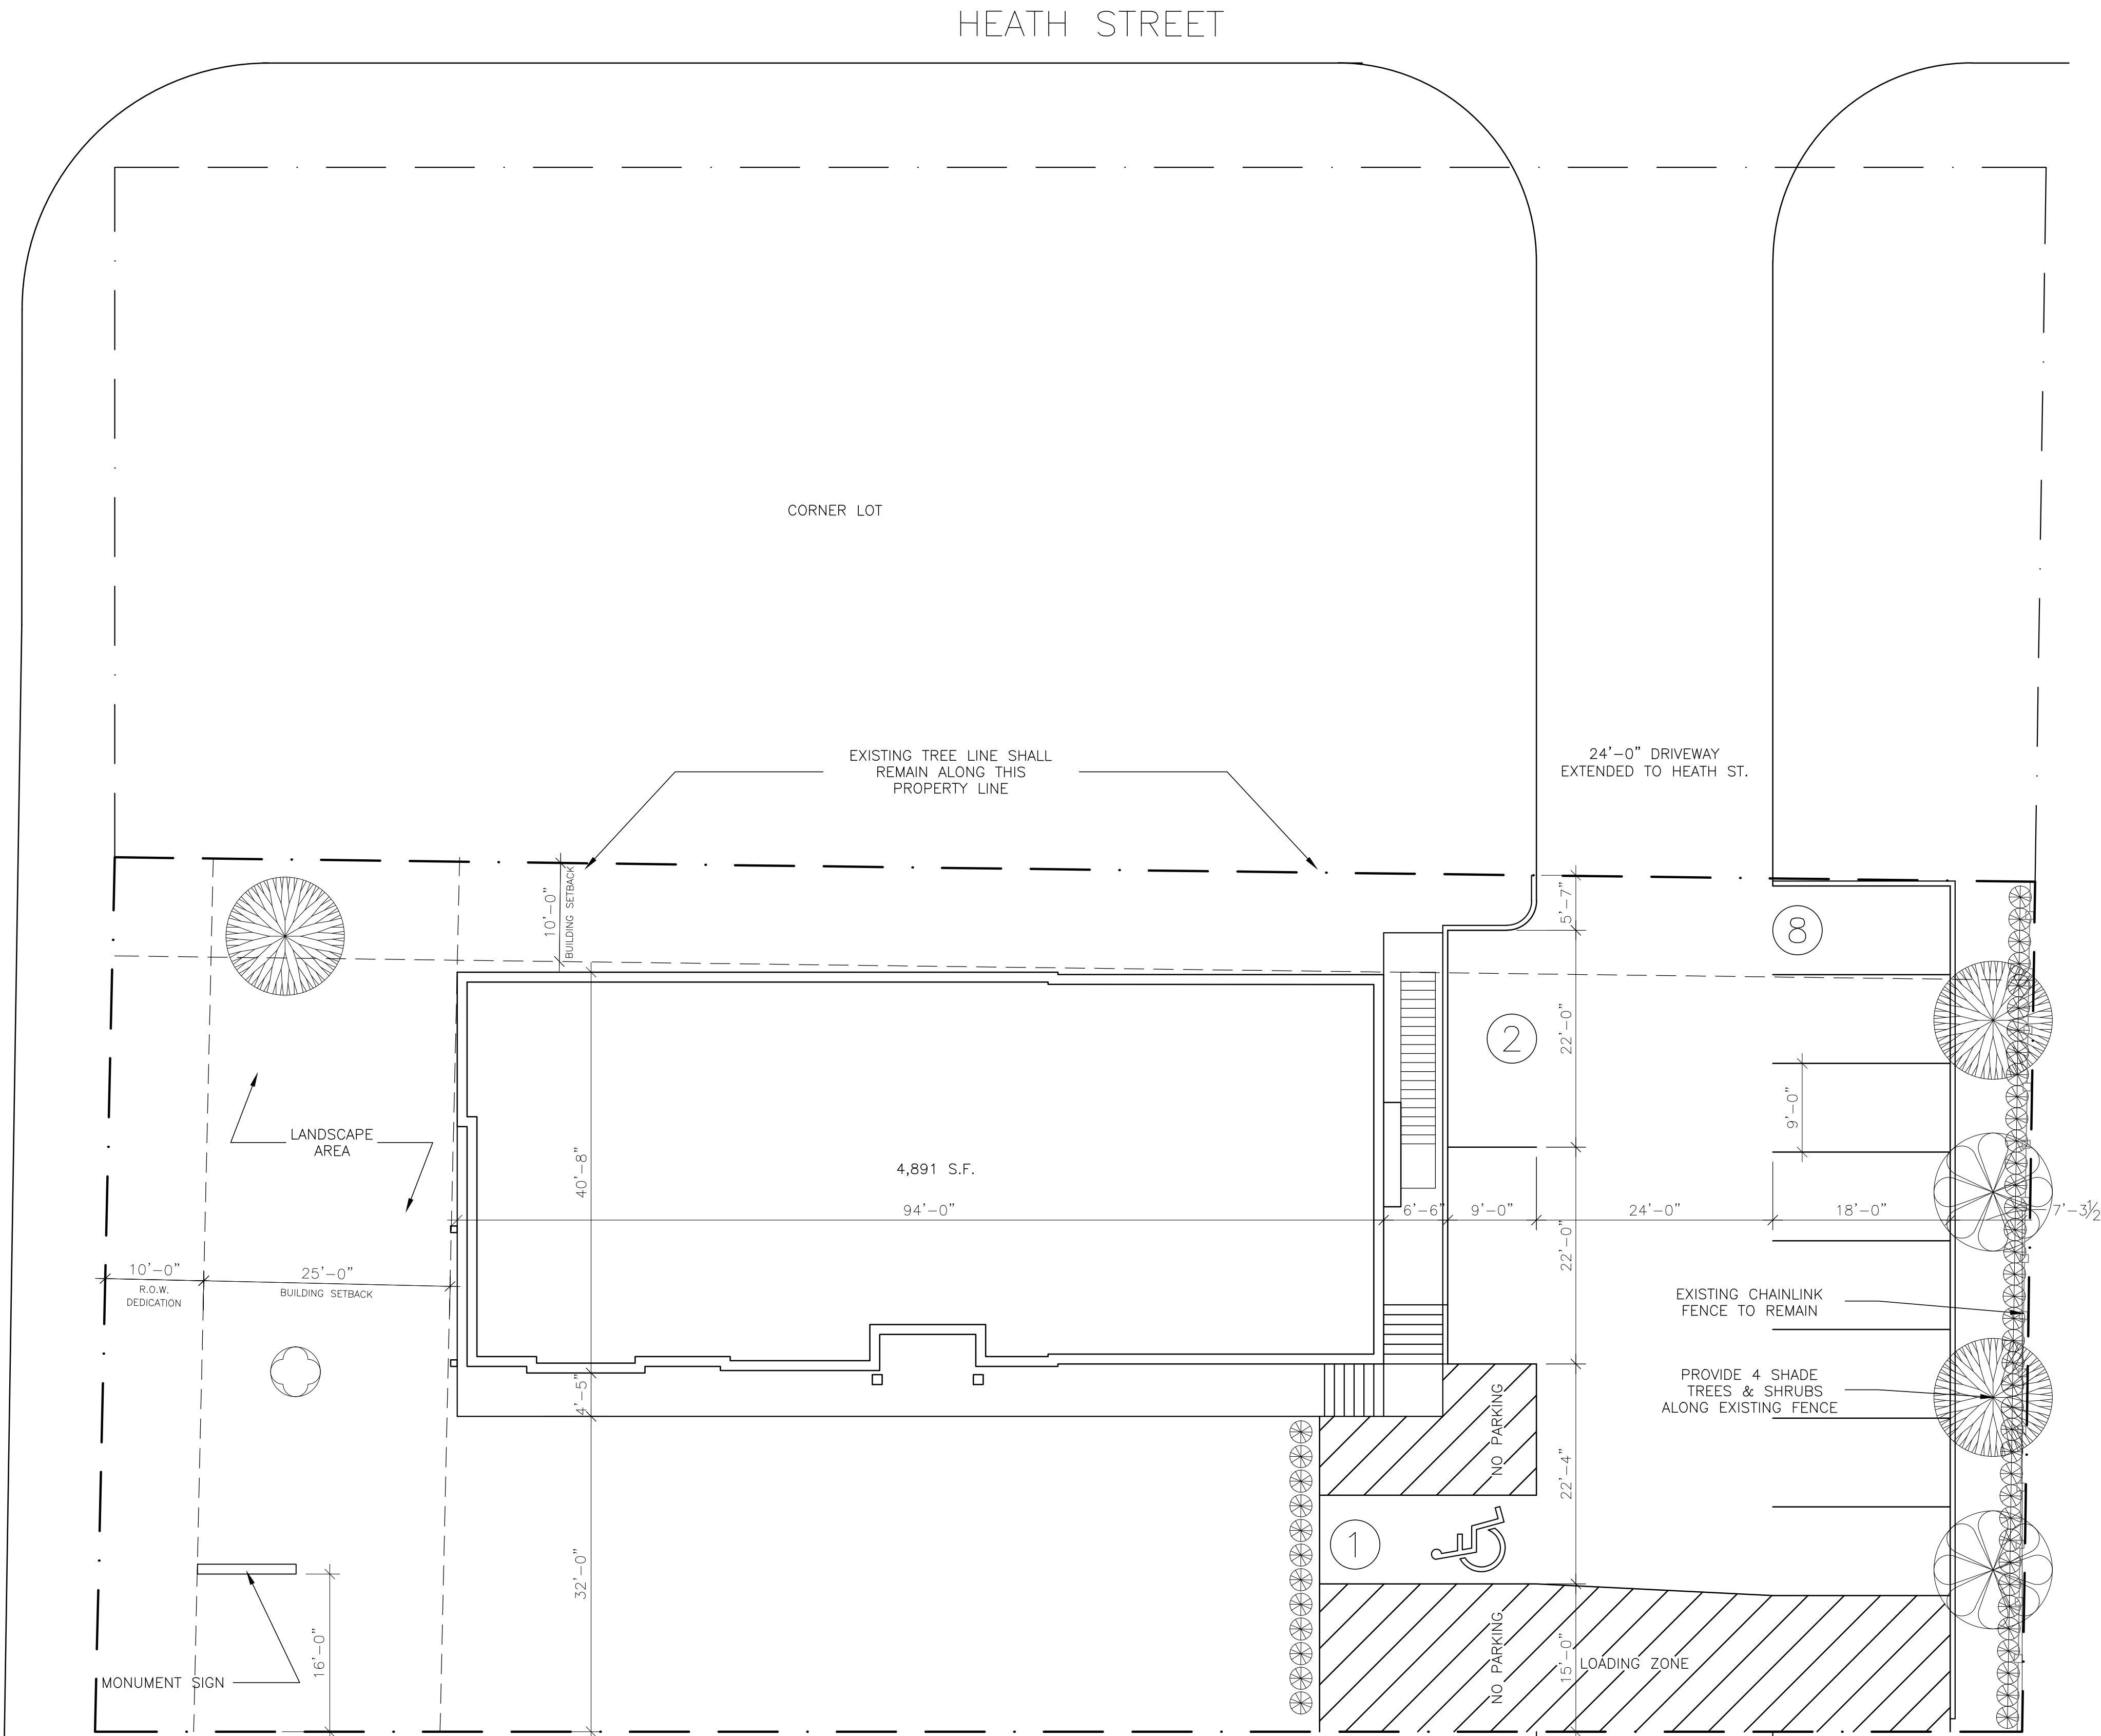 HEATH STREET
CORNER LOT
EXISTING TREE LINE SHALL
REMAIN ALONG THIS
PROPERTY LINE
24'-0" DRIVEWAY
EXTENDED TO HEATH ST.
10'-0"
BUILDING SETBACK
5'-7"
8
22'-0"
2
9'-0"
LANDSCAPE
AREA
40'-8"
4,891 S.F.
94'-0"
6'-6"
9'-0"
24'-0"
18'-0"
7'-3½
22'-0"
10'-0"
R.O.W.
DEDICATION
25'-0"
BUILDING SETBACK
EXISTING CHAINLINK
FENCE TO REMAIN
PROVIDE 4 SHADE
TREES & SHRUBS
ALONG EXISTING FENCE
4'-5"
NO PARKING
22'-4"
1
32'-0"
16'-0"
MONUMENT SIGN
NO PARKING
15'-0"
LOADING ZONE